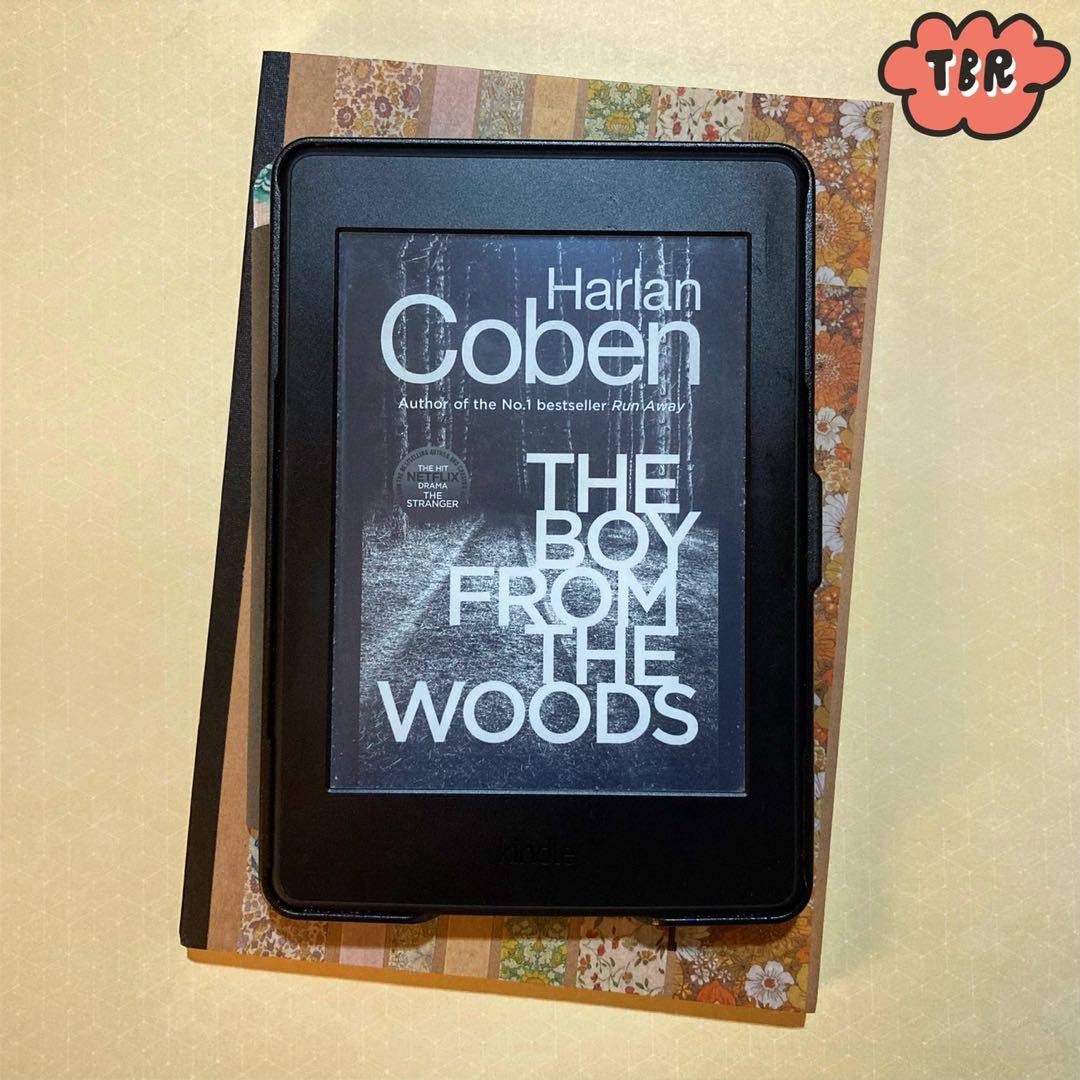 TBR
Harlan
Coben
Author of the No.1 bestseller Run Away
THE HIT
NETFLIX
DRAMA
THE
STRANGER
THE
BOY
FROM
THE
WOODS
kindle